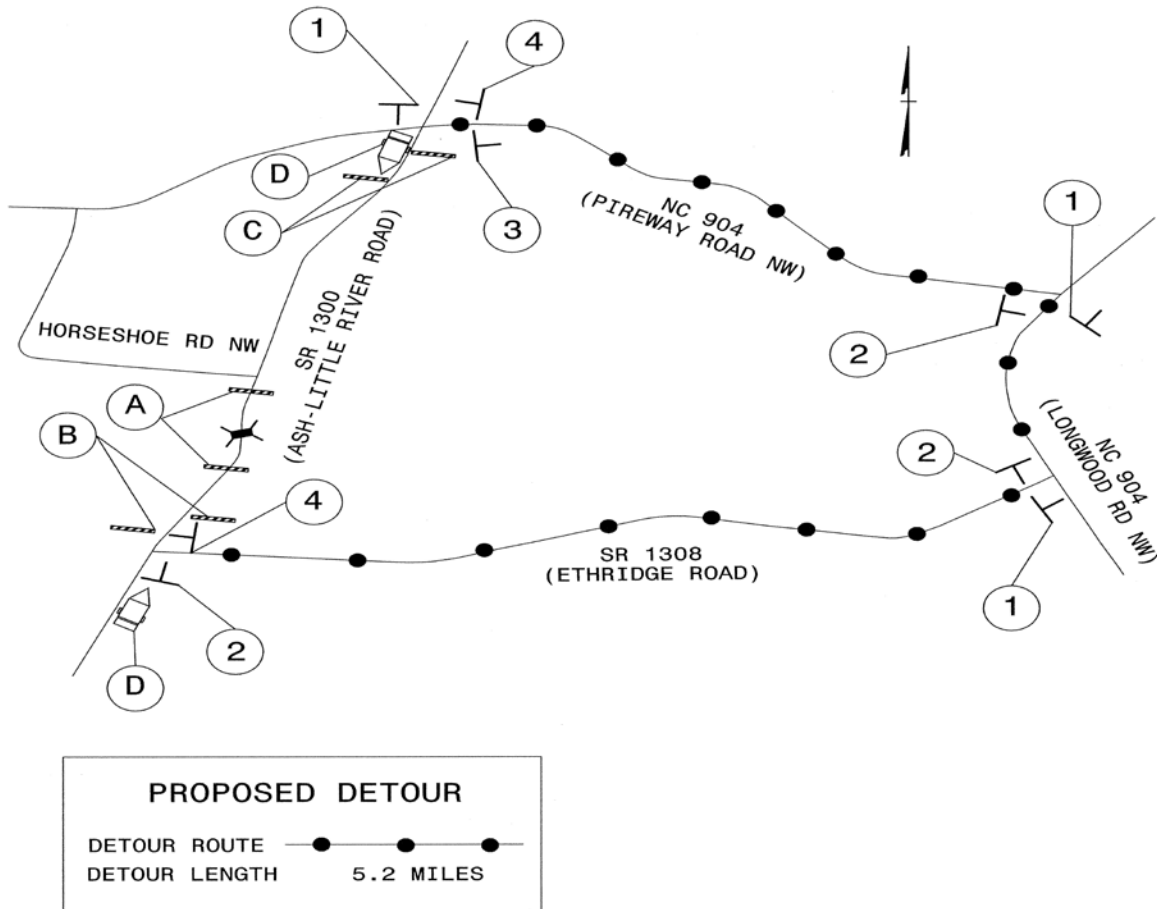 1
4
D
C
3
NC 904
(PIREWAY ROAD NW)
1
2
HORSESHOE RD NW
SR 1300
(ASH-LITTLE RIVER ROAD)
A
B
4
2
NC 904
(LONGWOOD RD NW)
SR 1308
(ETHRIDGE ROAD)
1
2
D
PROPOSED DETOUR
DETOUR ROUTE
DETOUR LENGTH 5.2 MILES